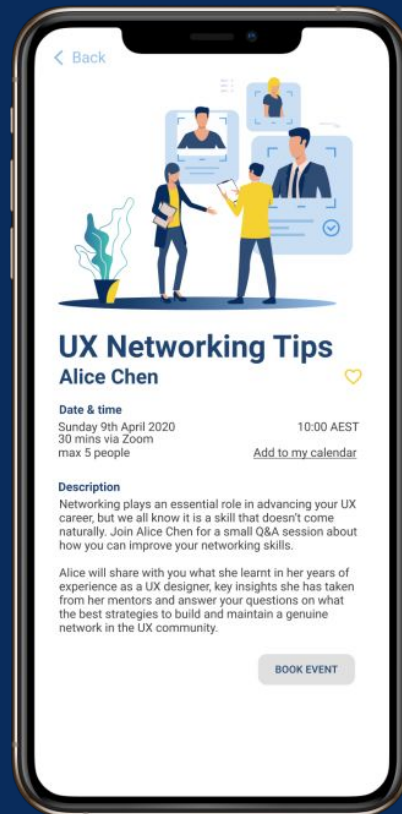 Back
UX Networking Tips
Alice Chen
Date & time
Sunday 9th April 2020
10:00 AEST
30 mins via Zoom
max 5 people
Add to my calendar
Description
Networking plays an essential role in advancing your UX
career, but we all know it is a skill that doesn't come
naturally. Join Alice Chen for a small Q&A session about
how you can improve your networking skills.
Alice will share with you what she learnt in her years of
experience as a UX designer, key insights she has taken
from her mentors and answer your questions on what
the best strategies to build and maintain a genuine
network in the UX community.
BOOK EVENT